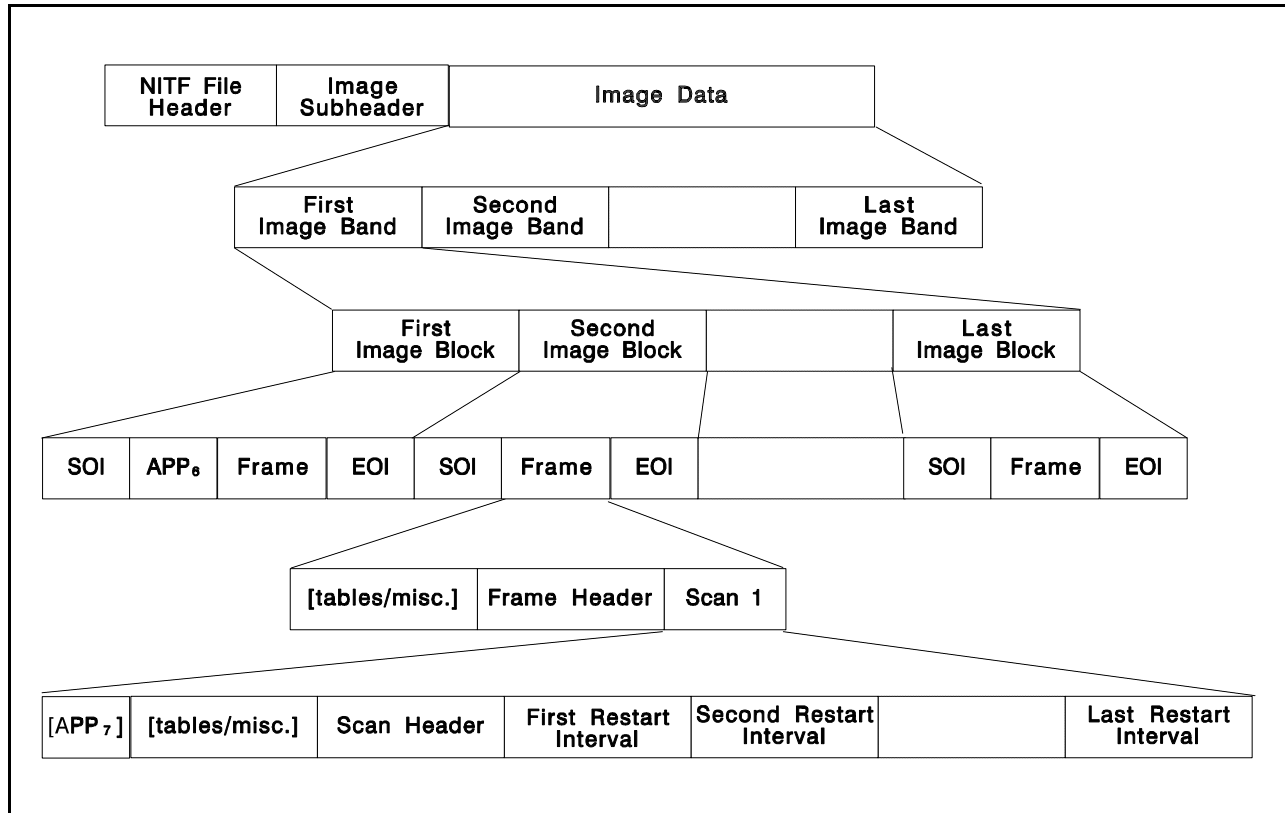 NITF File Header
Image Subheader
Image Data
First Image Band
Second Image Band
Last Image Band
First Image Block
Second Image Block
Last Image Block
SOI
APP₆
Frame
EOI
SOI
Frame
EOI
SOI
Frame
EOI
[tables/misc.]
Frame Header
Scan 1
[APP₇]
[tables/misc.]
Scan Header
First Restart Interval
Second Restart Interval
Last Restart Interval